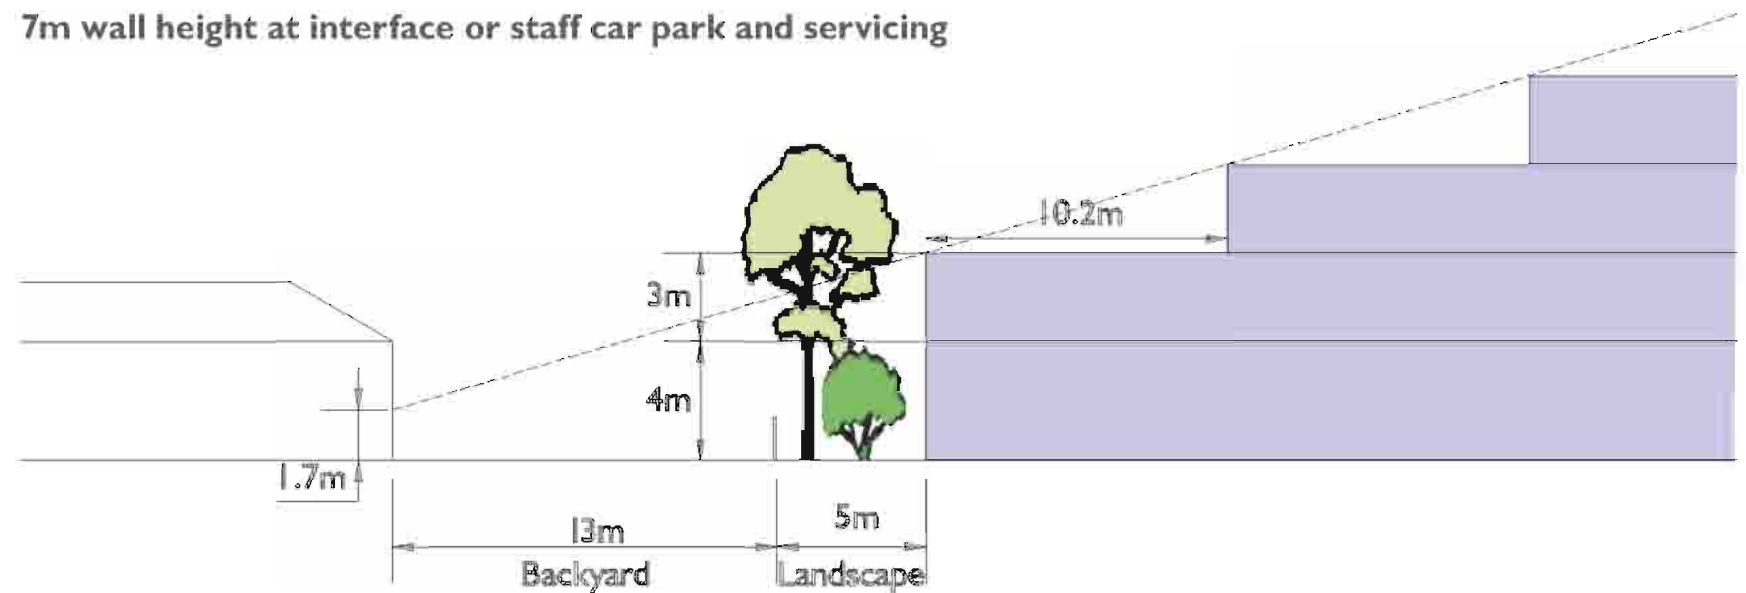 7m wall height at interface or staff car park and servicing
10.2m
3m
4m
1.7m
13m
5m
Backyard
Landscape